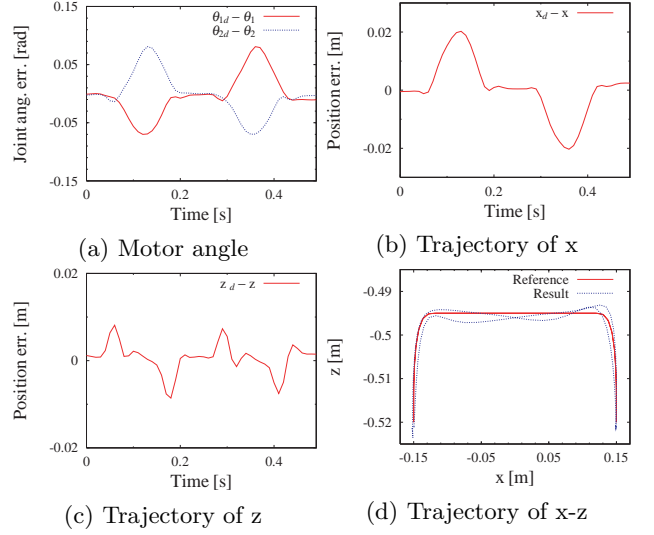 θ1d – θ1
θ2d – θ2
Joint ang. err. [rad]
0.15
0.05
-0.05
-0.15
0
0.2
0.4
Time [s]
(a) Motor angle
xd – x
Position err. [m]
0.02
0
-0.02
0
0.2
0.4
Time [s]
(b) Trajectory of x
z d – z
Position err. [m]
0.02
0
-0.02
0
0.2
0.4
Time [s]
(c) Trajectory of z
Reference
Result
z [m]
-0.49
-0.5
-0.51
-0.52
-0.15
-0.05
0.05
0.15
x [m]
(d) Trajectory of x-z